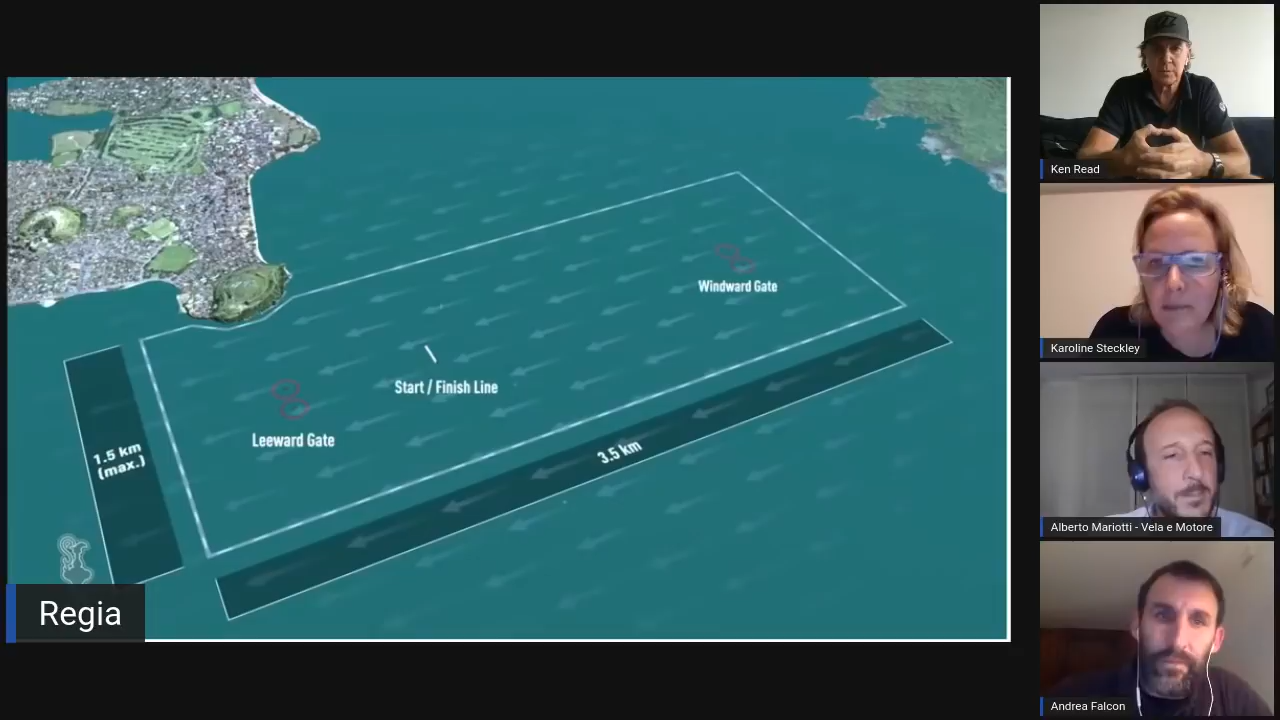 Windward Gate
Start / Finish Line
Leeward Gate
1.5 km
(max.)
3.5 km
Regia
Ken Read
Karoline Steckley
Alberto Mariotti - Vela e Motore
Andrea Falcon